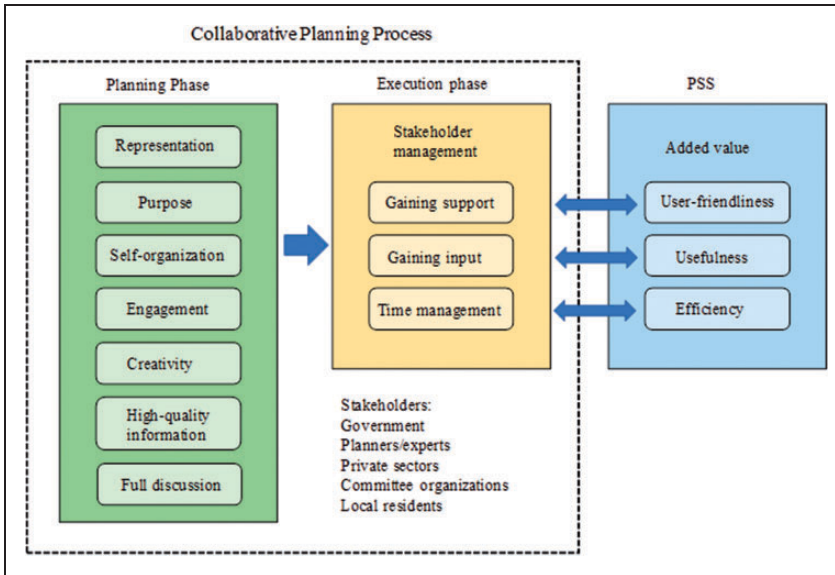 Collaborative Planning Process
Planning Phase
Representation
Purpose
Self-organization
Engagement
Creativity
High-quality
information
Full discussion
Execution phase
Stakeholder
management
Gaining support
Gaining input
Time management
Stakeholders:
Government
Planners/experts
Private sectors
Committee organizations
Local residents
PSS
Added value
User-friendliness
Usefulness
Efficiency